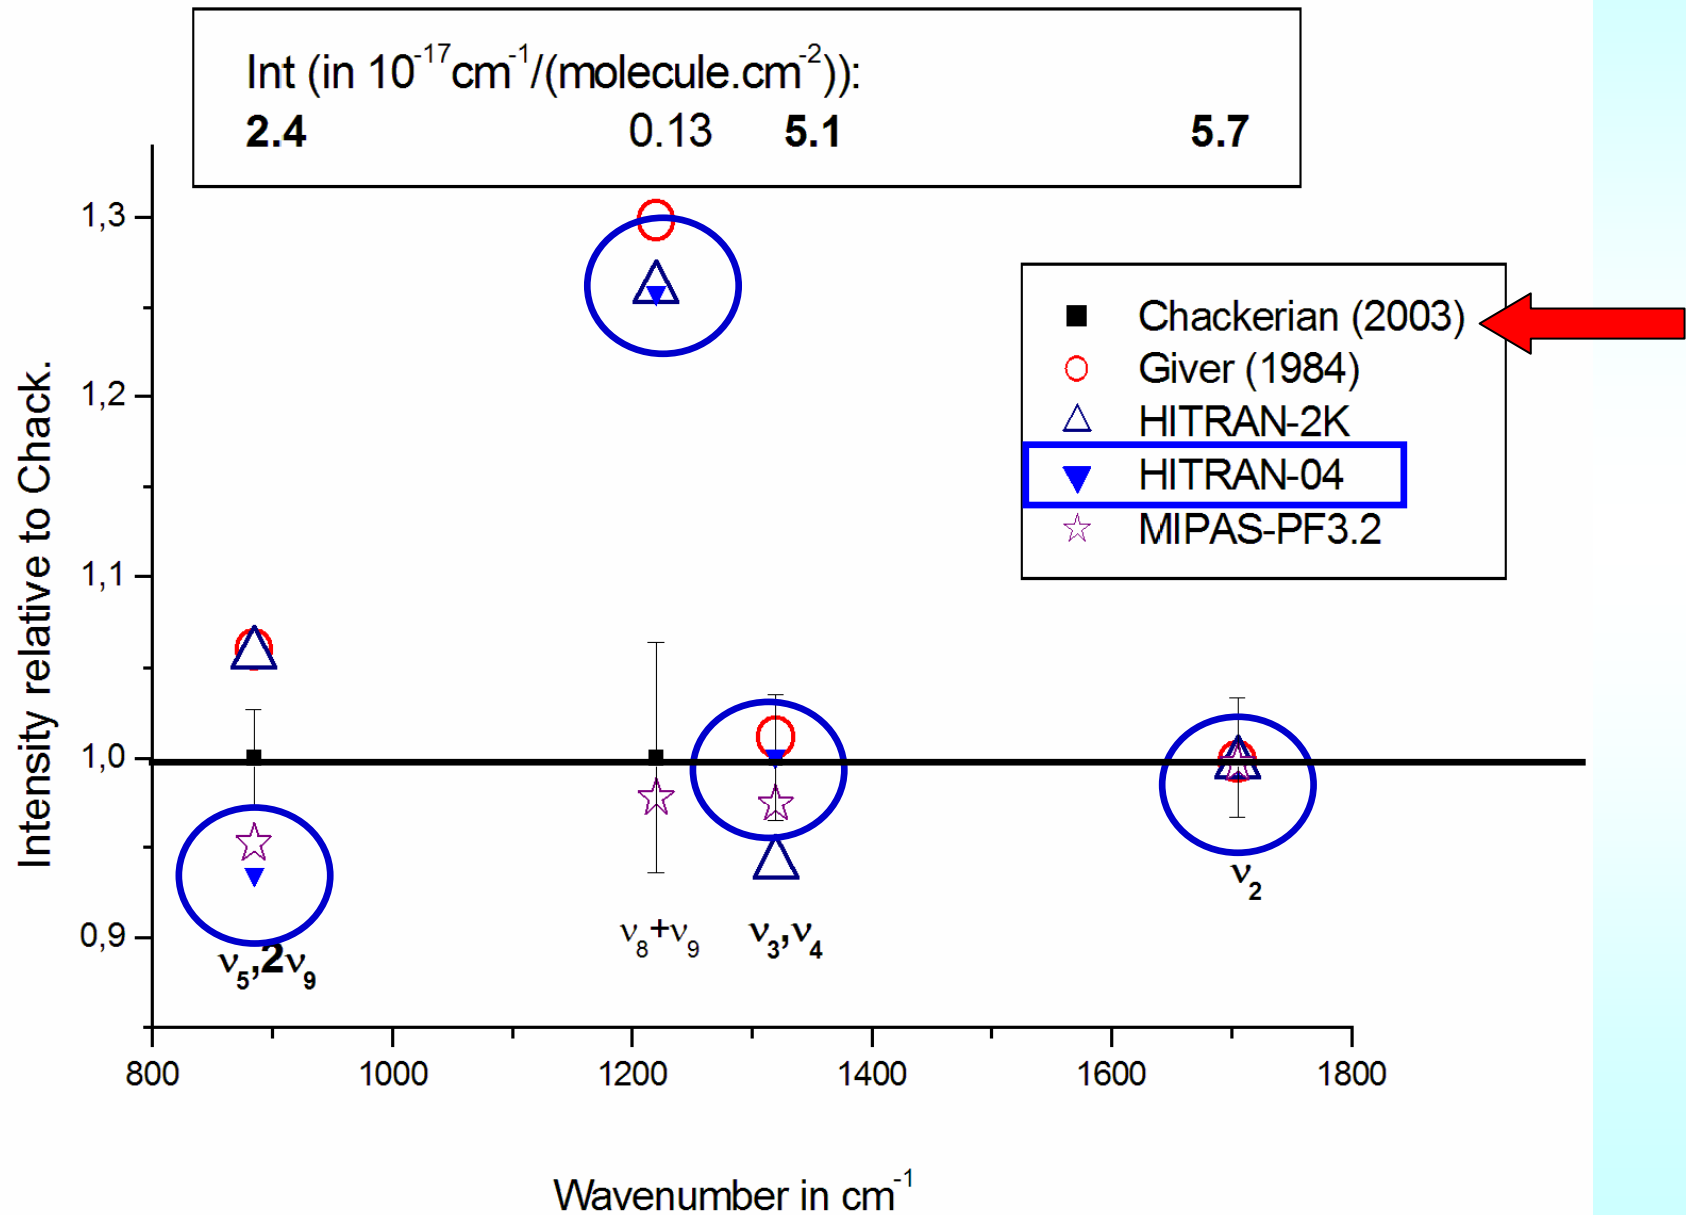 Int (in 10⁻¹⁷cm⁻¹/(molecule.cm⁻²)):
2.4 0.13 5.1 5.7
Intensity relative to Chack.
1,3
1,2
1,1
1,0
0,9
Chackerian (2003)
Giver (1984)
HITRAN-2K
HITRAN-04
MIPAS-PF3.2
ν₅,2ν₉
ν₈+ν₉
ν₃,ν₄
ν₂
800 1000 1200 1400 1600 1800
Wavenumber in cm⁻¹